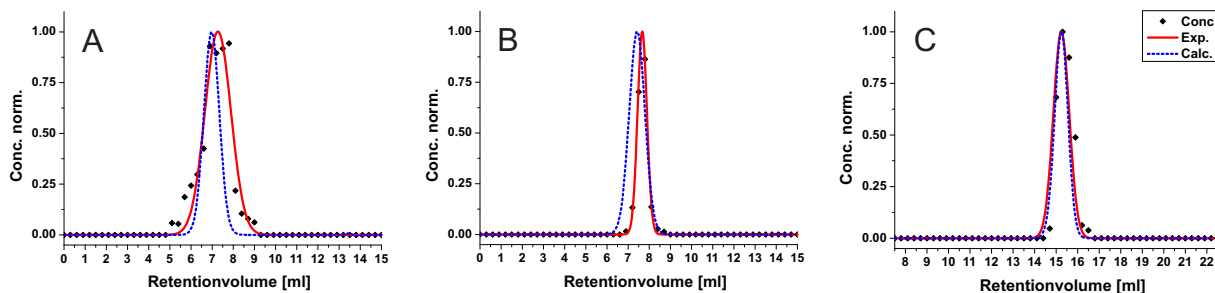 A
1.00
0.75
0.50
0.25
0.00
Conc. norm.
0 1 2 3 4 5 6 7 8 9 10 11 12 13 14 15
Retentionvolume [ml]
B
1.00
0.75
0.50
0.25
0.00
Conc. norm.
0 1 2 3 4 5 6 7 8 9 10 11 12 13 14 15
Retentionvolume [ml]
C
1.00
0.75
0.50
0.25
0.00
Conc. norm.
8 9 10 11 12 13 14 15 16 17 18 19 20 21 22
Retentionvolume [ml]
Conc.
Exp.
Calc.